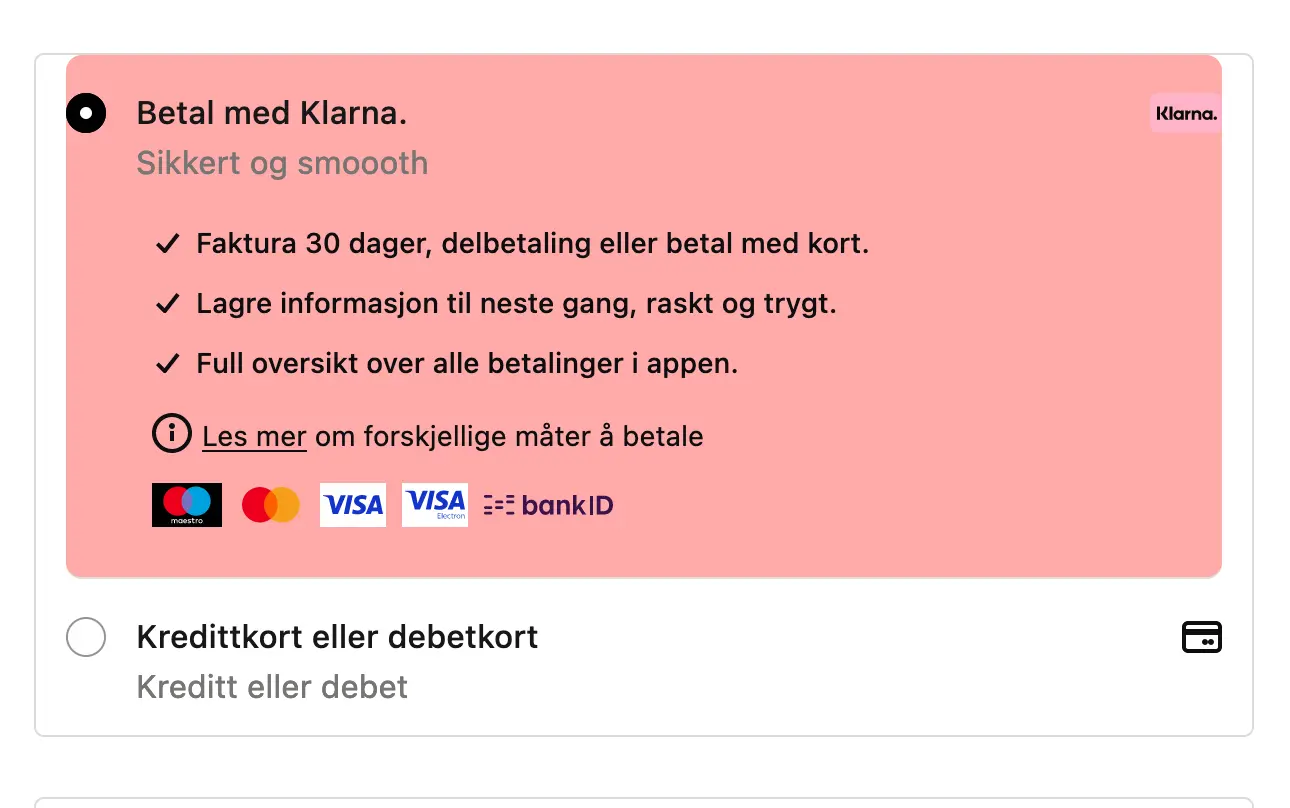 Betal med Klarna.
Klarna.
Sikkert og smoooth
Faktura 30 dager, delbetaling eller betal med kort.
Lagre informasjon til neste gang, raskt og trygt.
Full oversikt over alle betalinger i appen.
Les mer om forskjellige måter å betale
maestro VISA VISA Electron bankID
Kredittkort eller debetkort
Kreditt eller debet